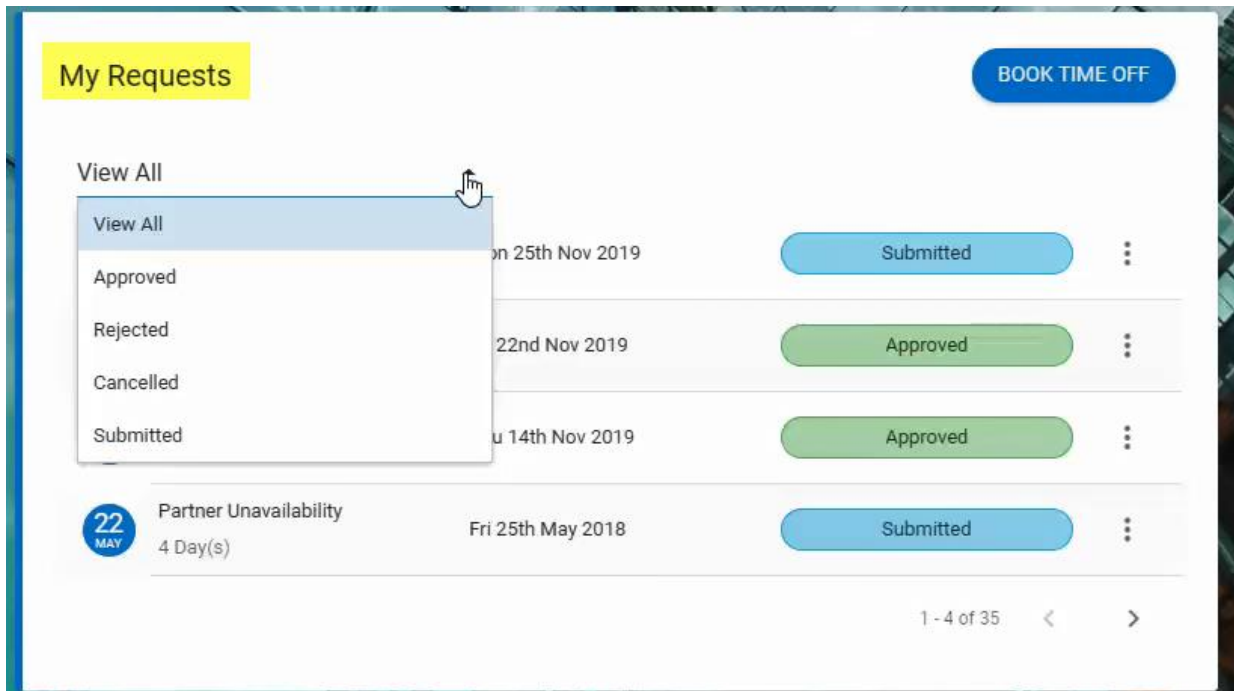 My Requests
BOOK TIME OFF
View All
View All
Approved
Rejected
Cancelled
Submitted
25th Nov 2019
Submitted
22nd Nov 2019
Approved
14th Nov 2019
Approved
22
MAY
Partner Unavailability
4 Day(s)
Fri 25th May 2018
Submitted
1 - 4 of 35